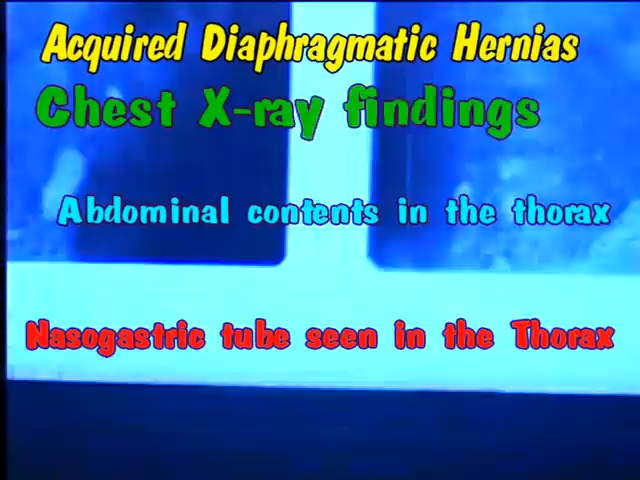 Acquired Diaphragmatic Hernias
Chest X-ray findings
Abdominal contents in the thorax
Nasogastric tube seen in the Thorax